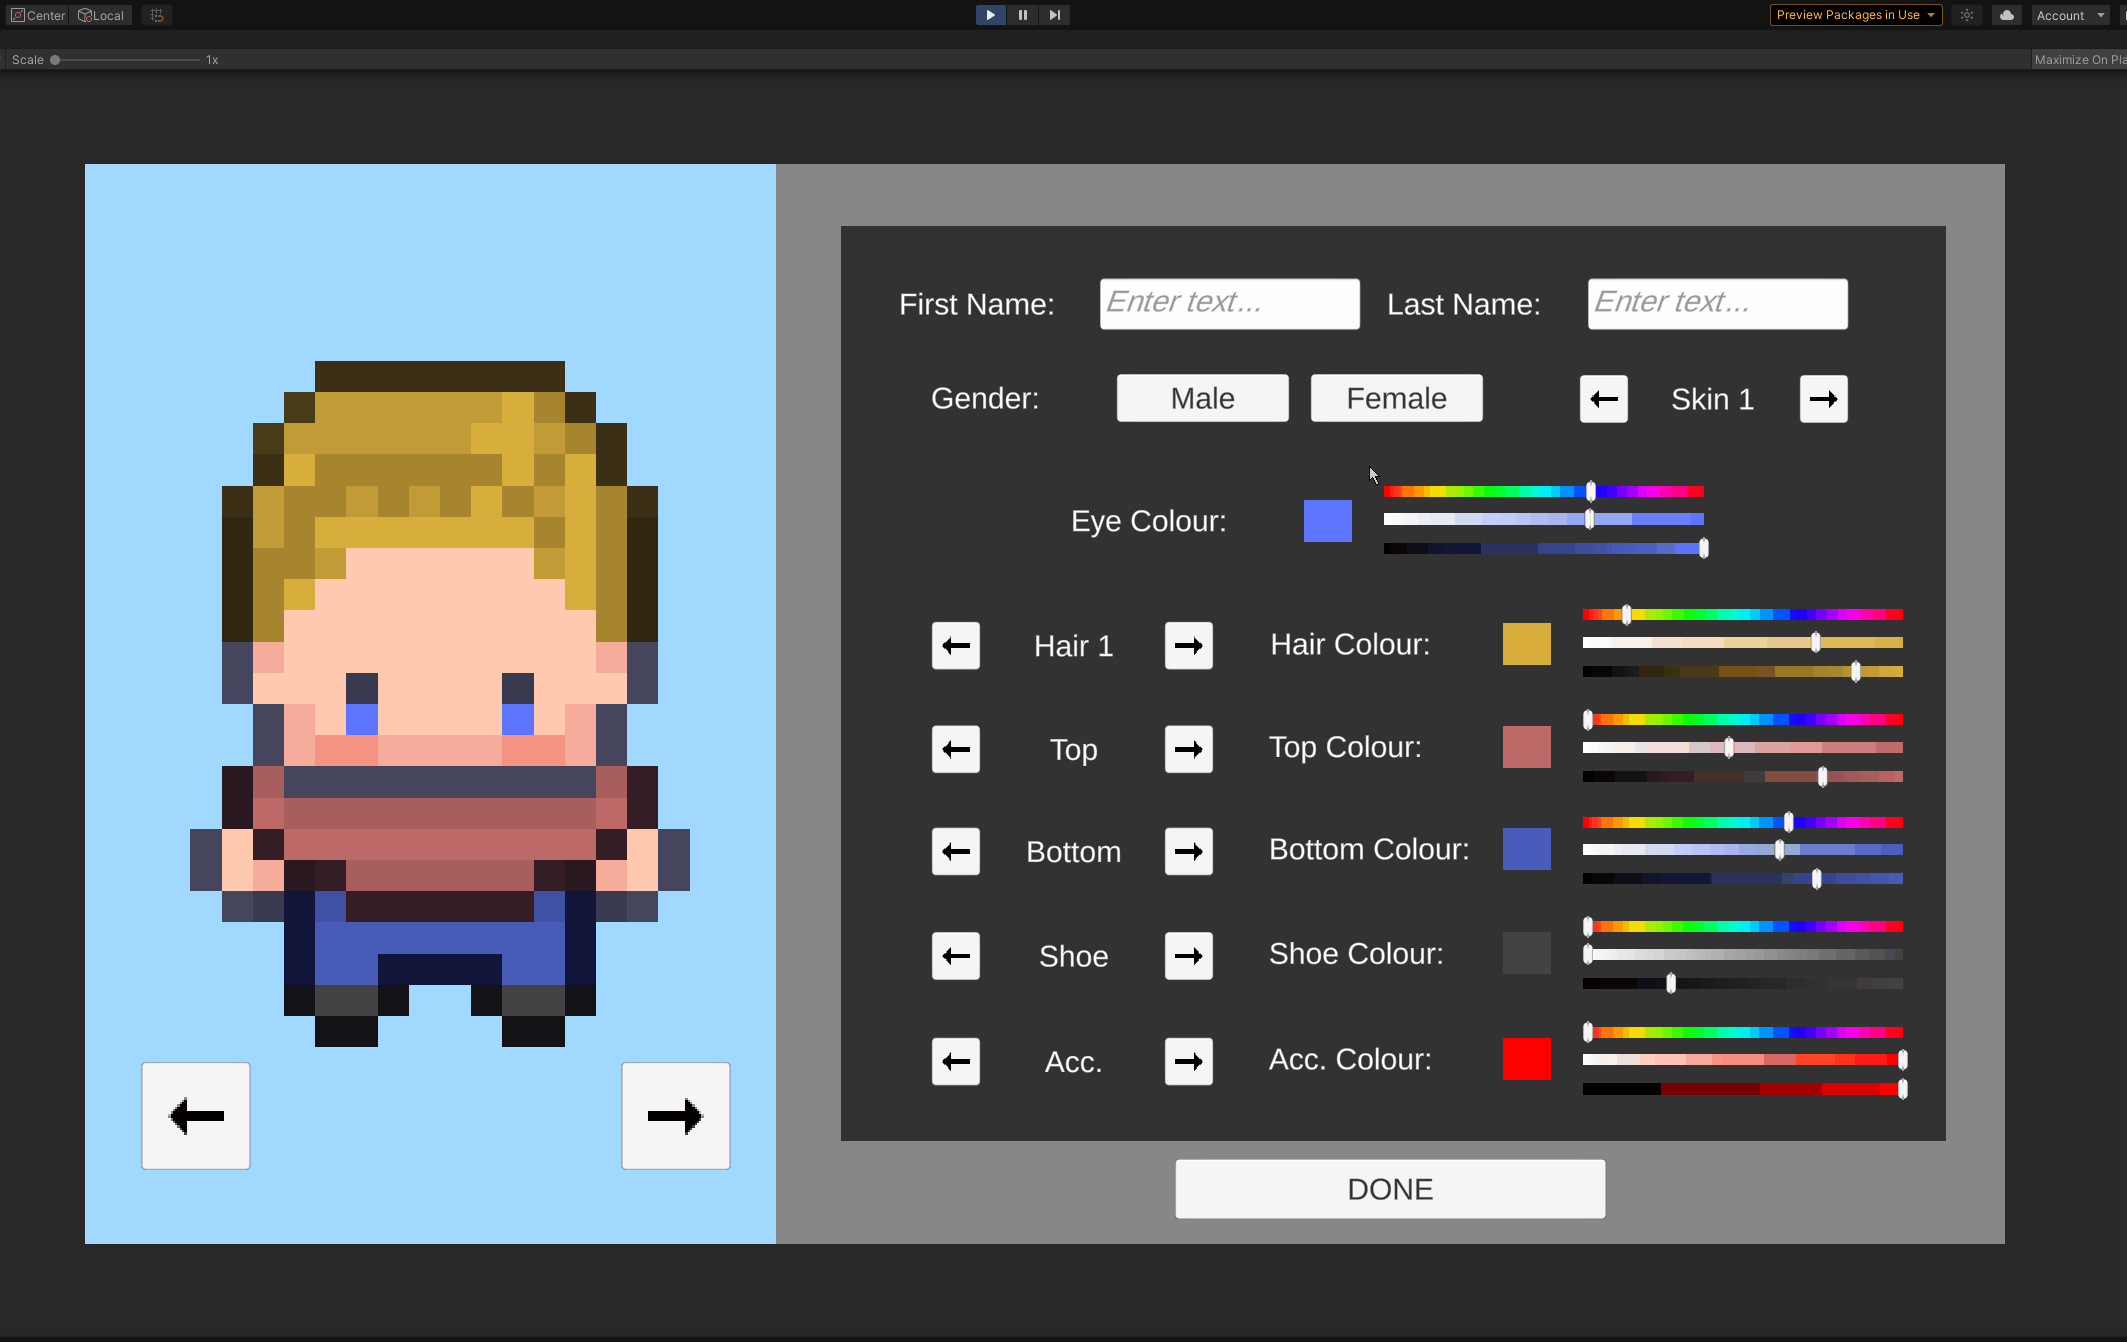 Center Local Preview Packages in Use Account
Scale 1x Maximize On Pla
First Name: Enter text... Last Name: Enter text...
Gender: Male Female Skin 1
Eye Colour:
Hair 1 Hair Colour:
Top Top Colour:
Bottom Bottom Colour:
Shoe Shoe Colour:
Acc. Acc. Colour:
DONE